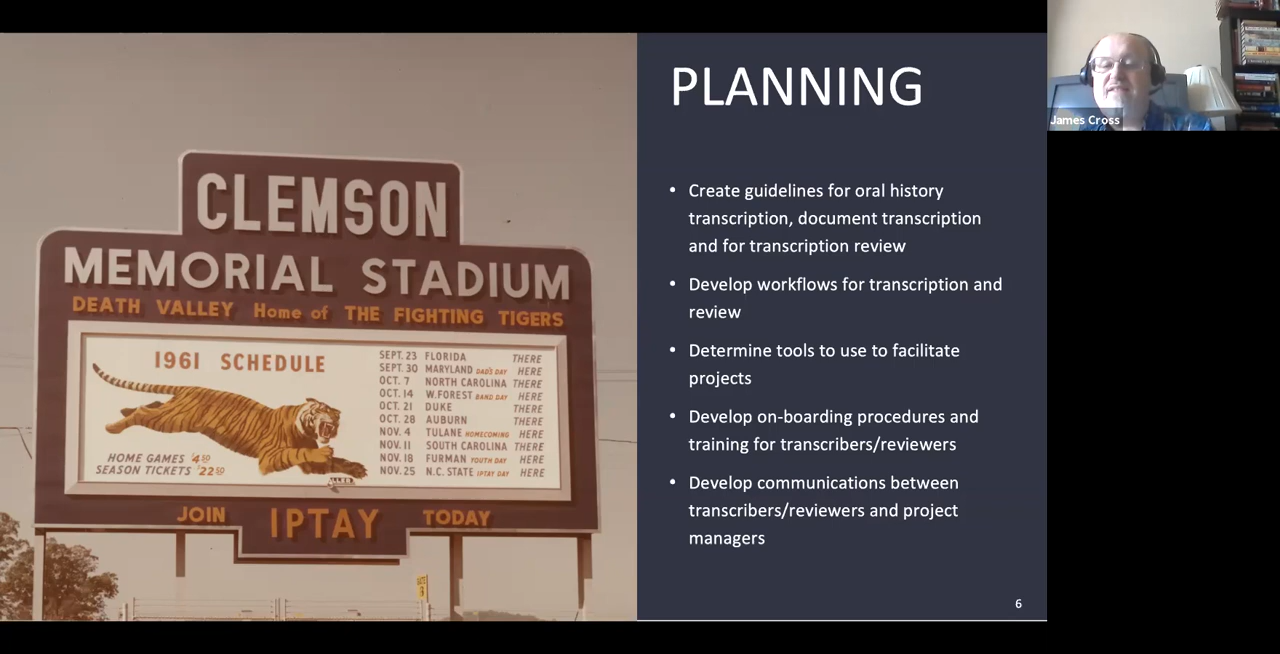 CLEMSON
MEMORIAL STADIUM
DEATH VALLEY Home of THE FIGHTING TIGERS
1961 SCHEDULE
SEPT. 23 FLORIDA THERE
SEPT. 30 MARYLAND DAD'S DAY HERE
OCT. 7 NORTH CAROLINA THERE
OCT. 14 W. FOREST BAND DAY HERE
OCT. 21 DUKE THERE
OCT. 28 AUBURN THERE
NOV. 4 TULANE HOMECOMING HERE
NOV. 11 SOUTH CAROLINA THERE
NOV. 18 FURMAN YOUTH DAY HERE
NOV. 25 N.C. STATE IPTAY DAY HERE
HOME GAMES $4.50
SEASON TICKETS $22.50
JOIN IPTAY TODAY
PLANNING
• Create guidelines for oral history
transcription, document transcription
and for transcription review
• Develop workflows for transcription and
review
• Determine tools to use to facilitate
projects
• Develop on-boarding procedures and
training for transcribers/reviewers
• Develop communications between
transcribers/reviewers and project
managers
6
James Cross